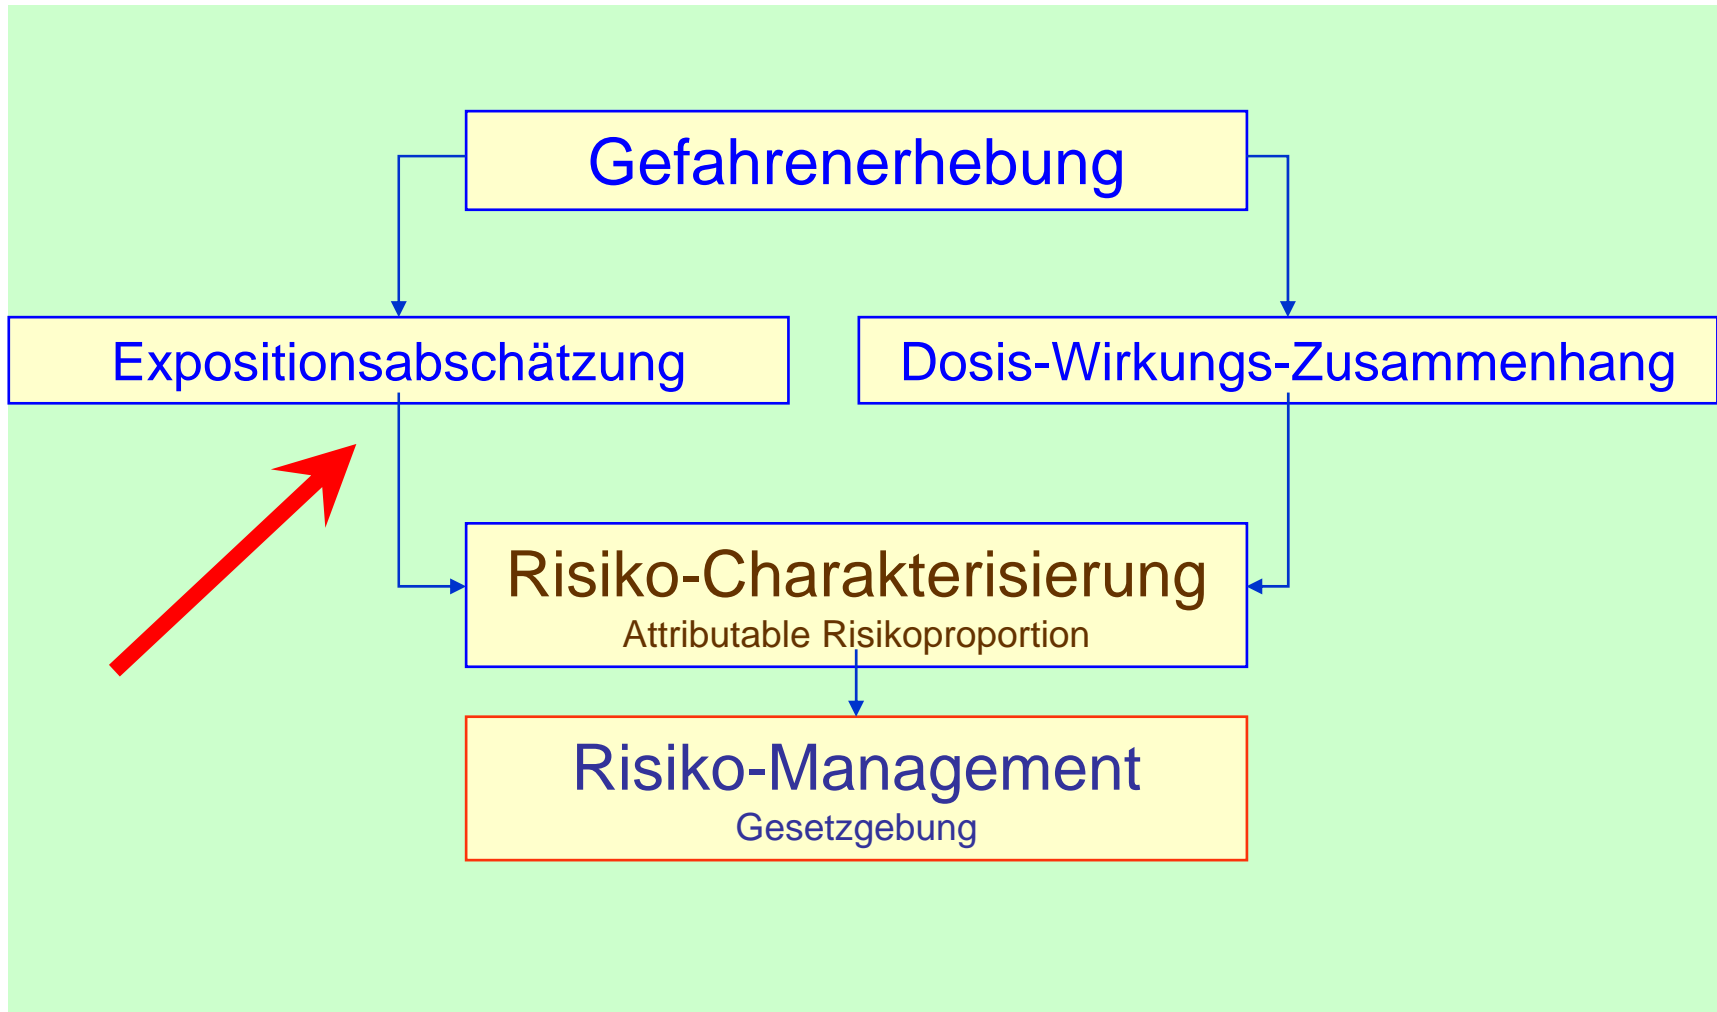 Gefahrenerhebung
Expositionsabschätzung
Dosis-Wirkungs-Zusammenhang
Risiko-Charakterisierung
Attributable Risikoproportion
Risiko-Management
Gesetzgebung